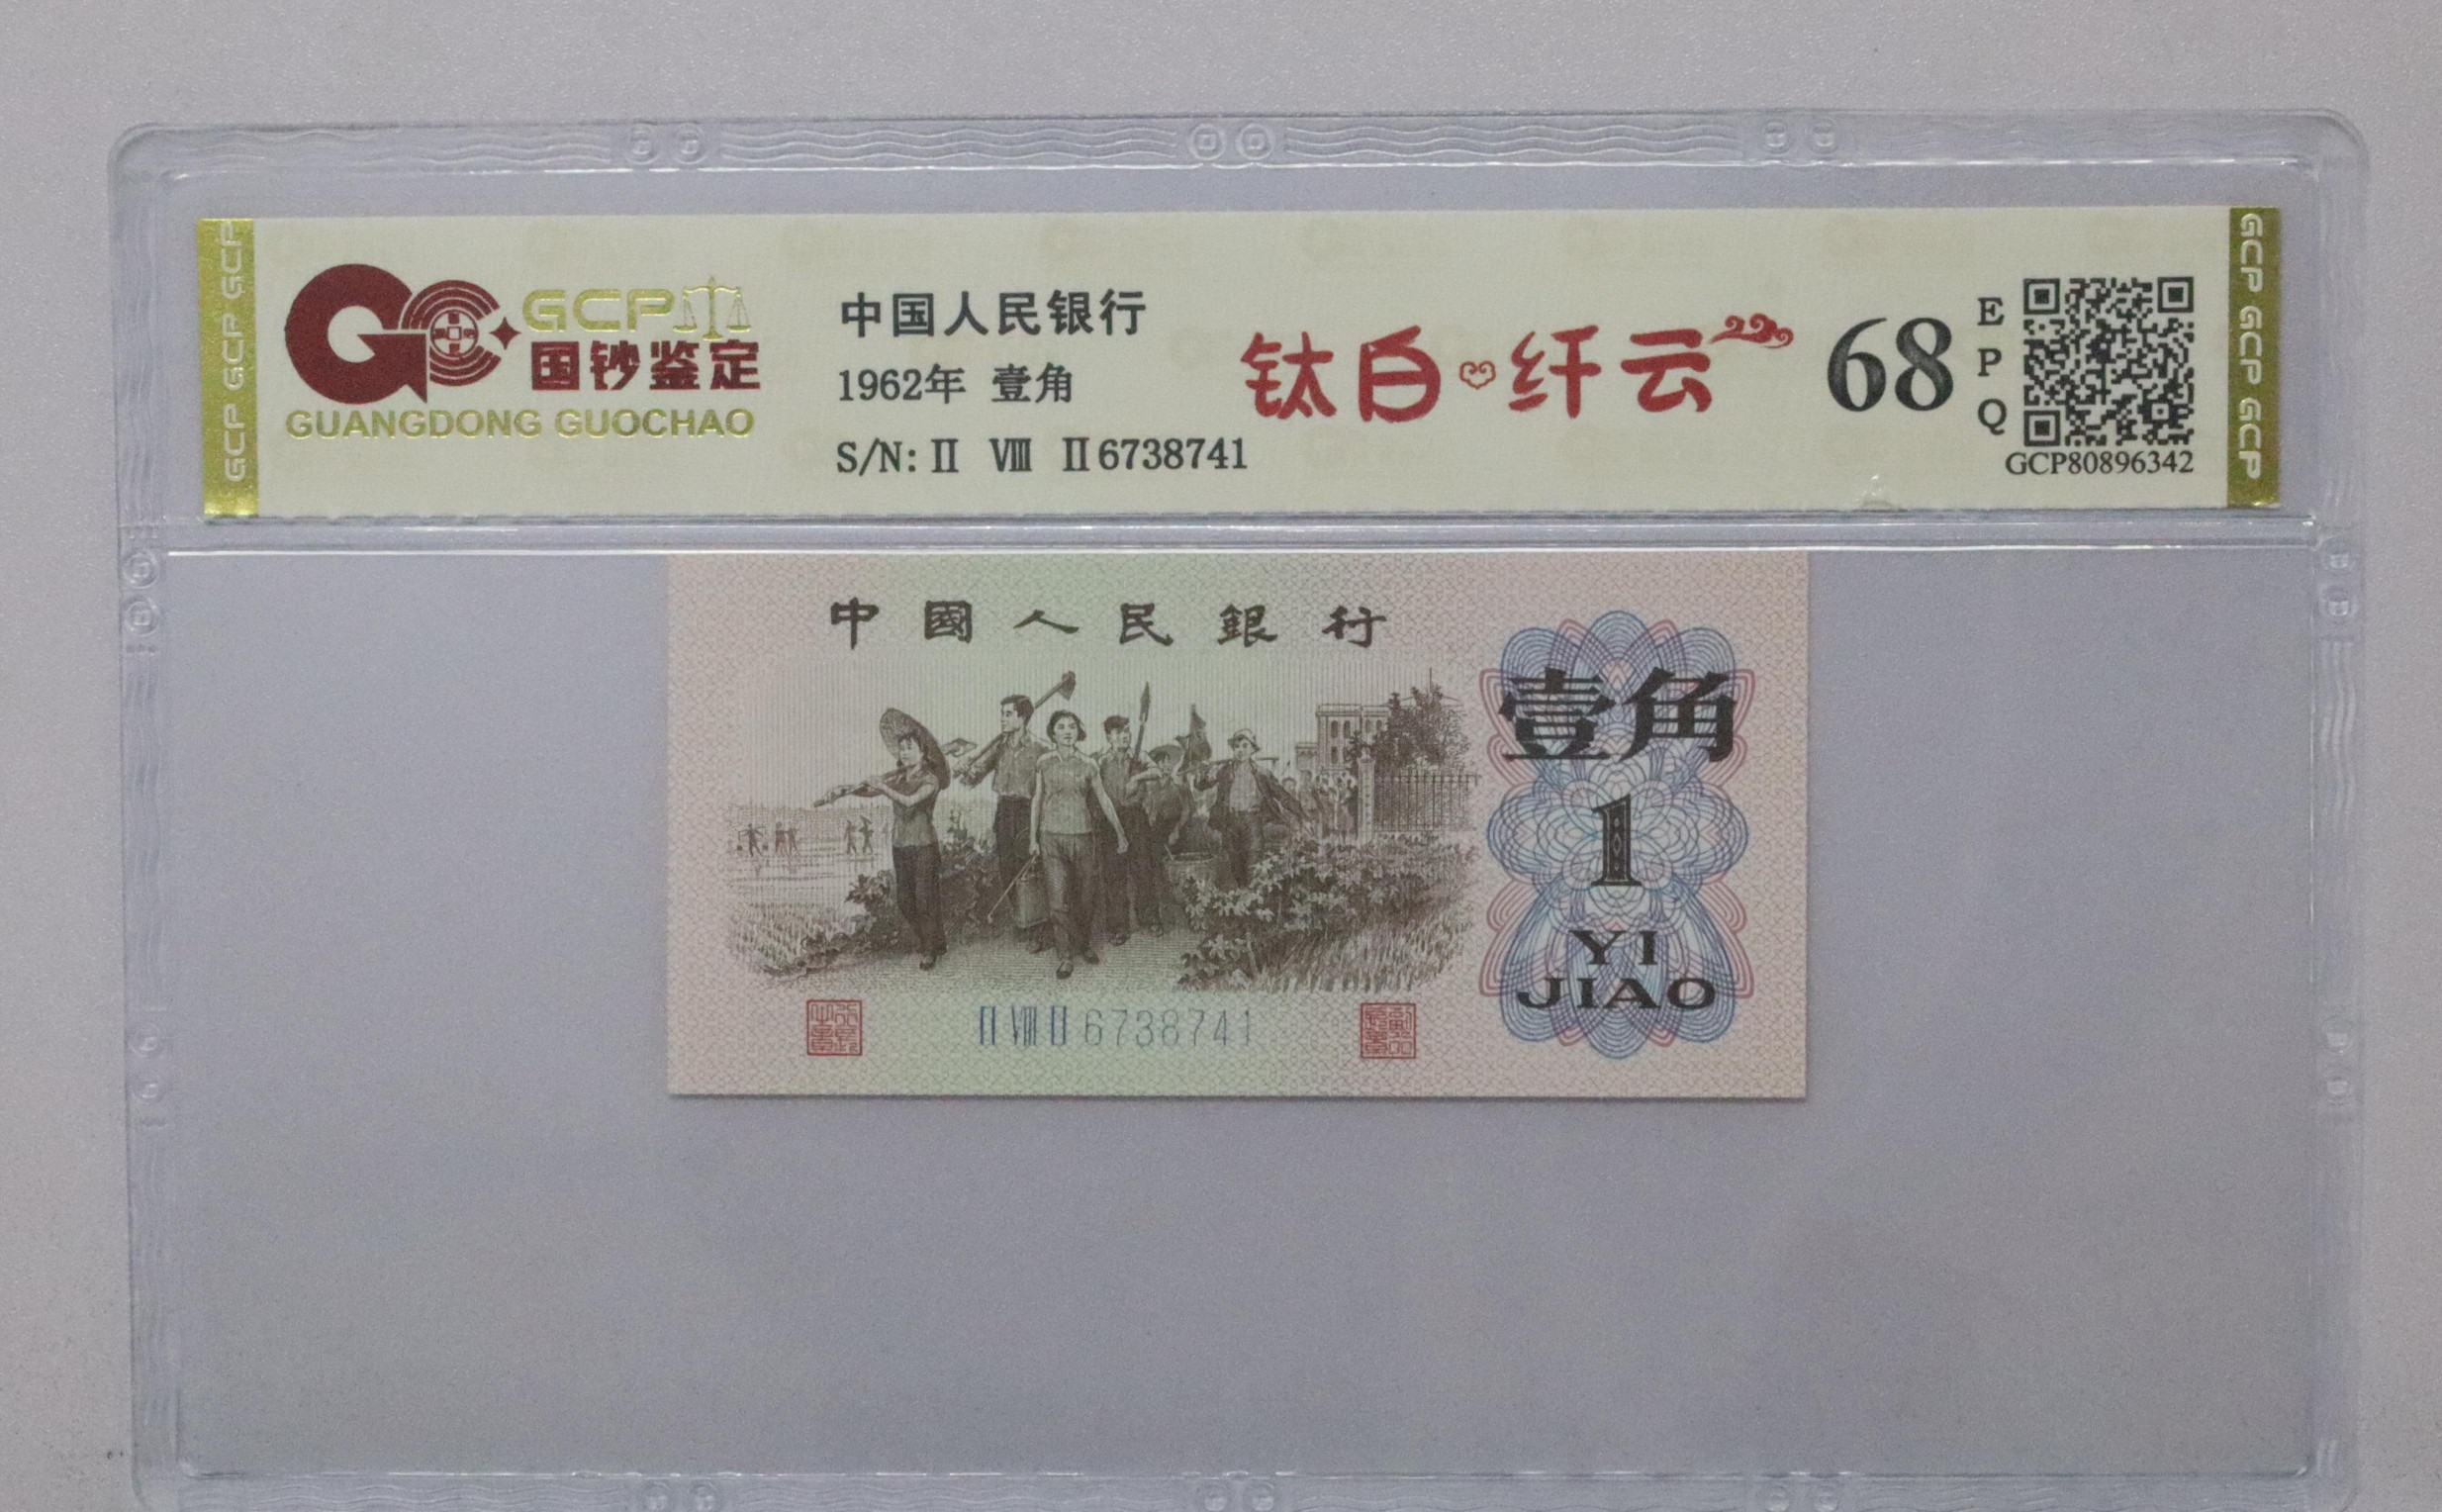 GCP GCP GCP
GCP
国钞鉴定
GUANGDONG GUOCHAO
中国人民银行
1962年 壹角
S/N: Ⅱ Ⅷ Ⅱ6738741
钛白 纤云
68
E
P
Q
GCP80896342
GCP GCP GCP
中國人民銀行
壹角
1
YI
JIAO
Ⅱ Ⅷ Ⅱ 6738741